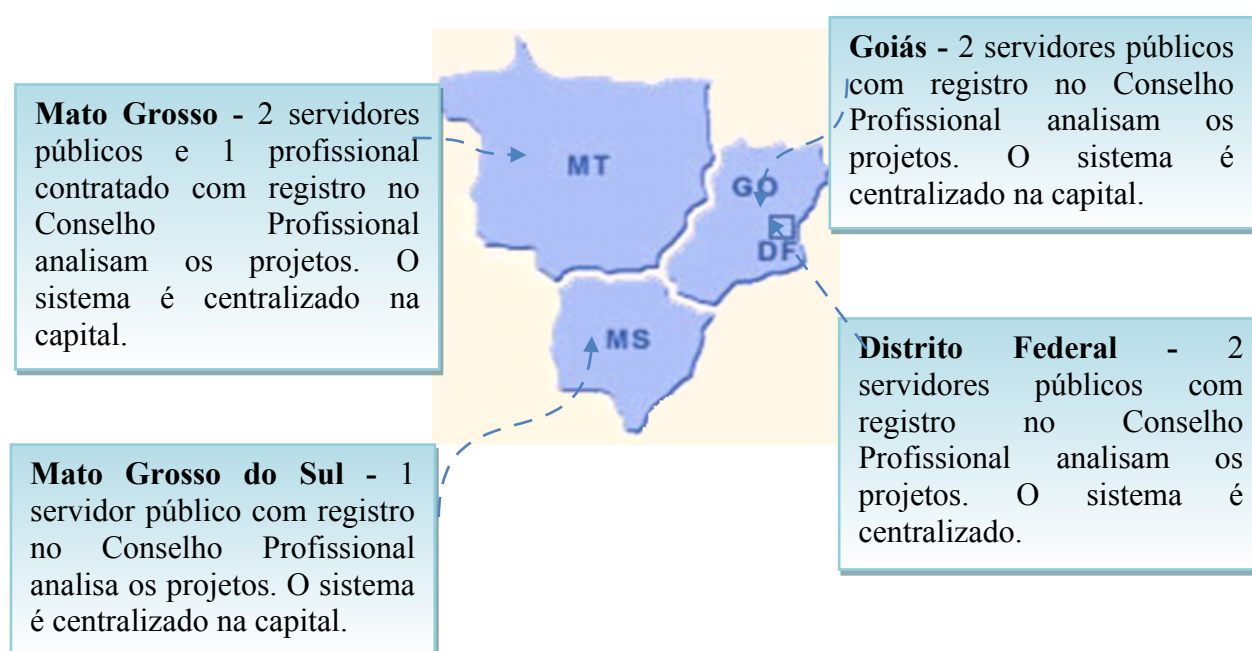 Mato Grosso - 2 servidores
públicos e 1 profissional
contratado com registro no
Conselho Profissional
analisam os projetos. O
sistema é centralizado na
capital.
Goiás - 2 servidores públicos
com registro no Conselho
Profissional analisam os
projetos. O sistema é
centralizado na capital.
MT
GO
DF
MS
Mato Grosso do Sul - 1
servidor público com registro
no Conselho Profissional
analisa os projetos. O sistema
é centralizado na capital.
Distrito Federal - 2
servidores públicos com
registro no Conselho
Profissional analisam os
projetos. O sistema é
centralizado.